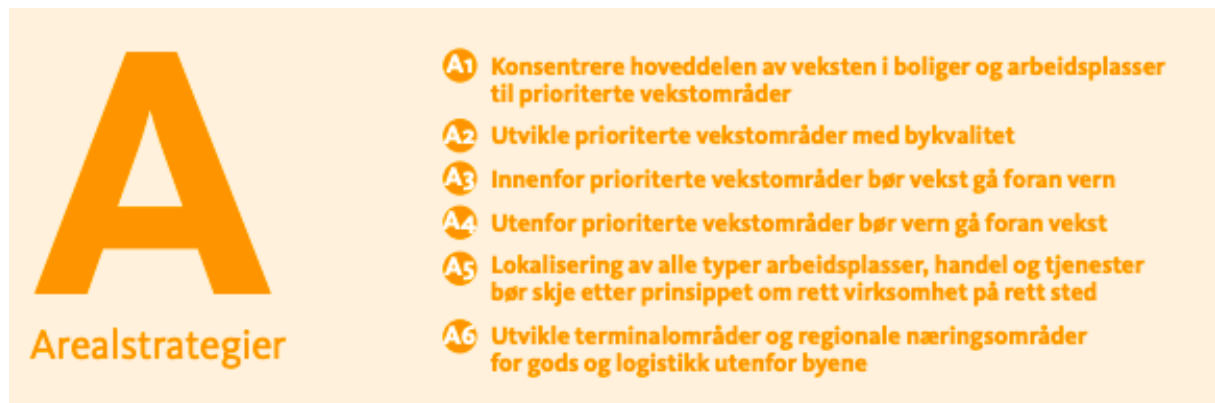 A
Arealstrategier
A1 Konsentrere hoveddelen av veksten i boliger og arbeidsplasser
til prioriterte vekstområder
A2 Utvikle prioriterte vekstområder med bykvalitet
A3 Innenfor prioriterte vekstområder bør vekst gå foran vern
A4 Utenfor prioriterte vekstområder bør vern gå foran vekst
A5 Lokalisering av alle typer arbeidsplasser, handel og tjenester
bør skje etter prinsippet om rett virksomhet på rett sted
A6 Utvikle terminalområder og regionale næringsområder
for gods og logistikk utenfor byene